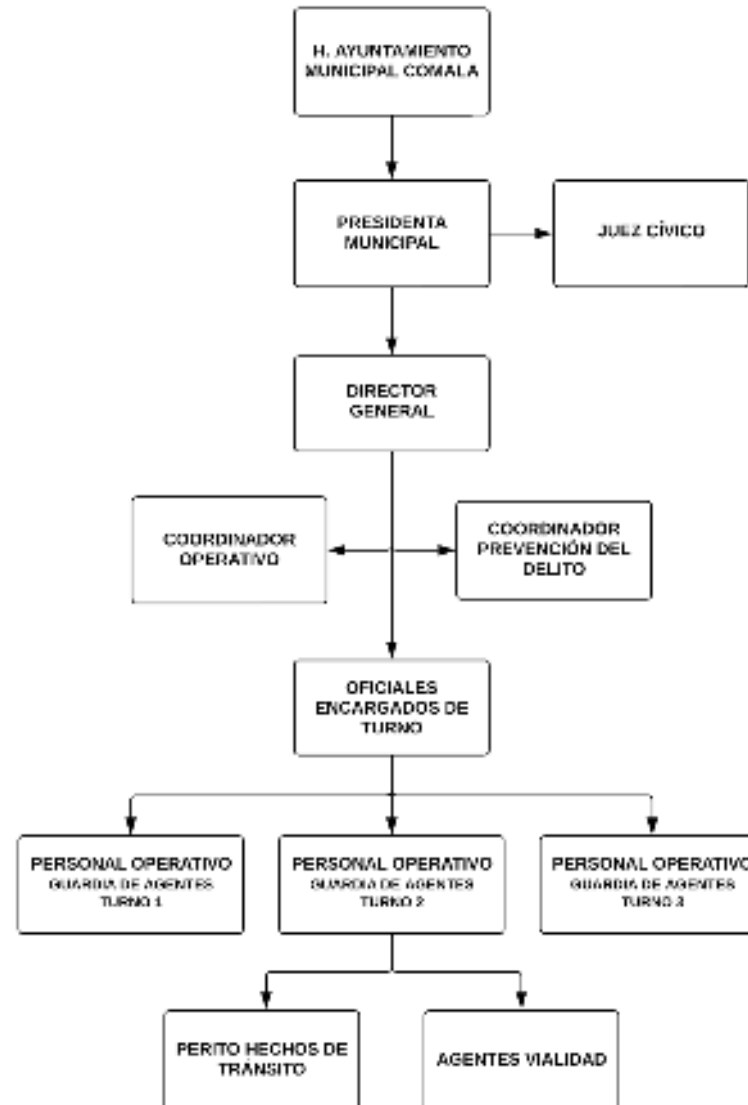 H. AYUNTAMIENTO
MUNICIPAL COMALA
PRESIDENTA
MUNICIPAL
JUEZ CÍVICO
DIRECTOR
GENERAL
COORDINADOR
OPERATIVO
COORDINADOR
PREVENCIÓN DEL
DELITO
OFICIALES
ENCARGADOS DE
TURNO
PERSONAL OPERATIVO
GUARDIA DE AGENTES
TURNO 1
PERSONAL OPERATIVO
GUARDIA DE AGENTES
TURNO 2
PERSONAL OPERATIVO
GUARDIA DE AGENTES
TURNO 3
PERITO HECHOS DE
TRÁNSITO
AGENTES VIALIDAD